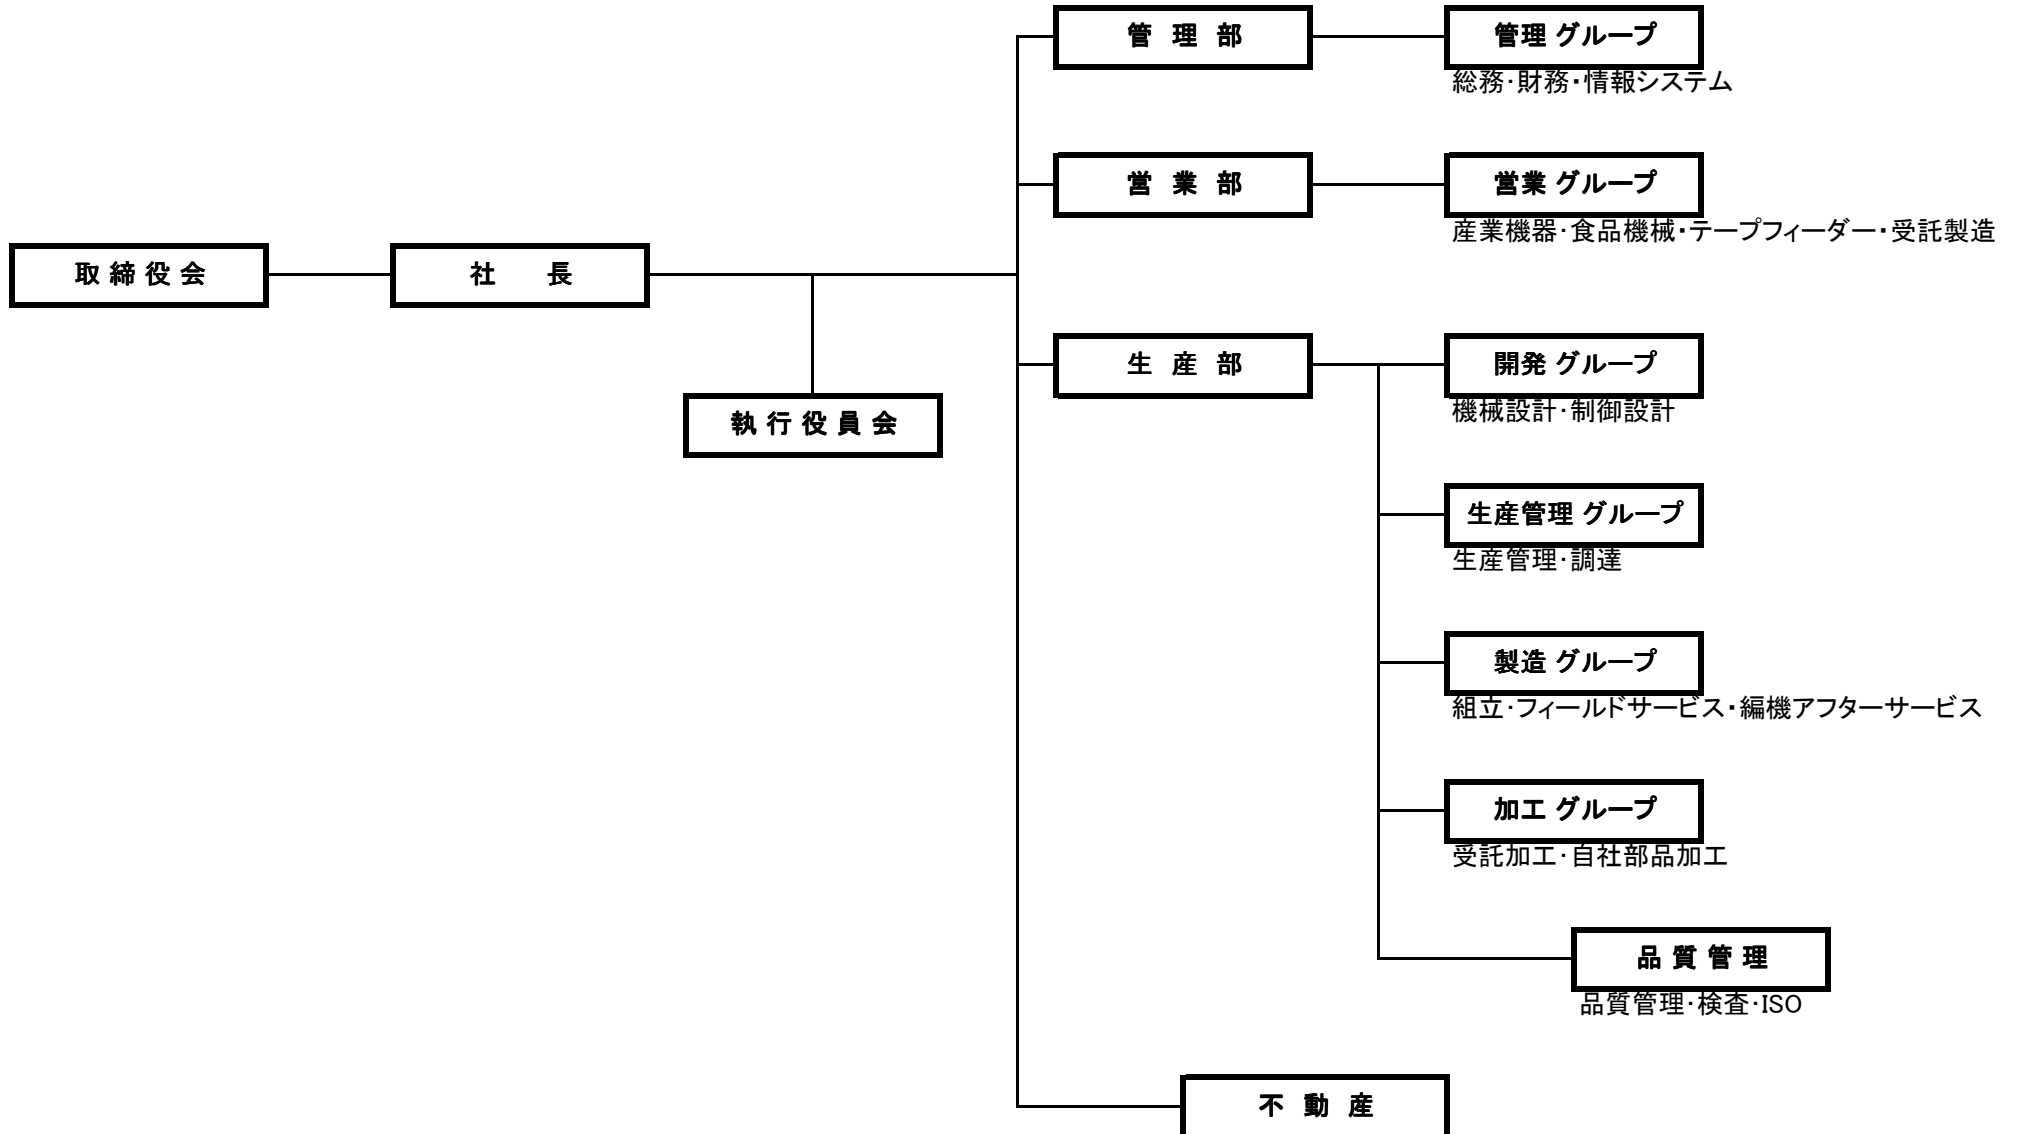 管 理 部
管理 グループ
総務･財務・情報システム
営 業 部
営業 グループ
産業機器･食品機械・テープフィーダー・受託製造
取 締 役 会
社 長
生 産 部
開発 グループ
機械設計･制御設計
執 行 役 員 会
生産管理 グループ
生産管理･調達
製造 グループ
組立･フィールドサービス・編機アフターサービス
加工 グループ
受託加工･自社部品加工
品 質 管 理
品質管理･検査･ISO
不 動 産